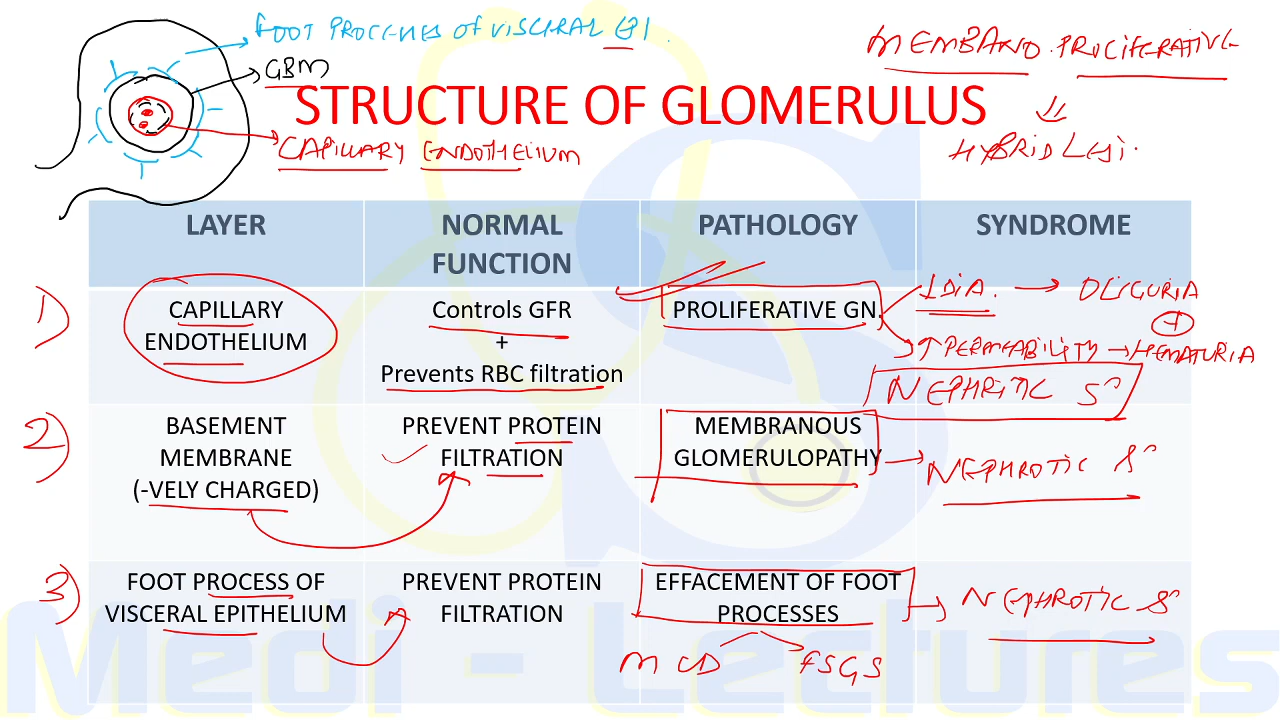 FOOT PROCESSES OF VISCERAL
GBM
MEMBRANO PROLIFERATIVE
STRUCTURE OF GLOMERULUS
CAPILLARY ENDOTHELIUM
HYBRID
LAYER
NORMAL
FUNCTION
PATHOLOGY
SYNDROME
1)
CAPILLARY
ENDOTHELIUM
Controls GFR
+
Prevents RBC filtration
PROLIFERATIVE GN.
↓DIA. → OLIGURIA
+
↑PERMEABILITY → HEMATURIA
NEPHRITIC S
2)
BASEMENT
MEMBRANE
(-VELY CHARGED)
PREVENT PROTEIN
FILTRATION
MEMBRANOUS
GLOMERULOPATHY
NEPHROTIC S
3)
FOOT PROCESS OF
VISCERAL EPITHELIUM
PREVENT PROTEIN
FILTRATION
EFFACEMENT OF FOOT
PROCESSES
NEPHROTIC S
MCD FSGS
Medi - Lectures